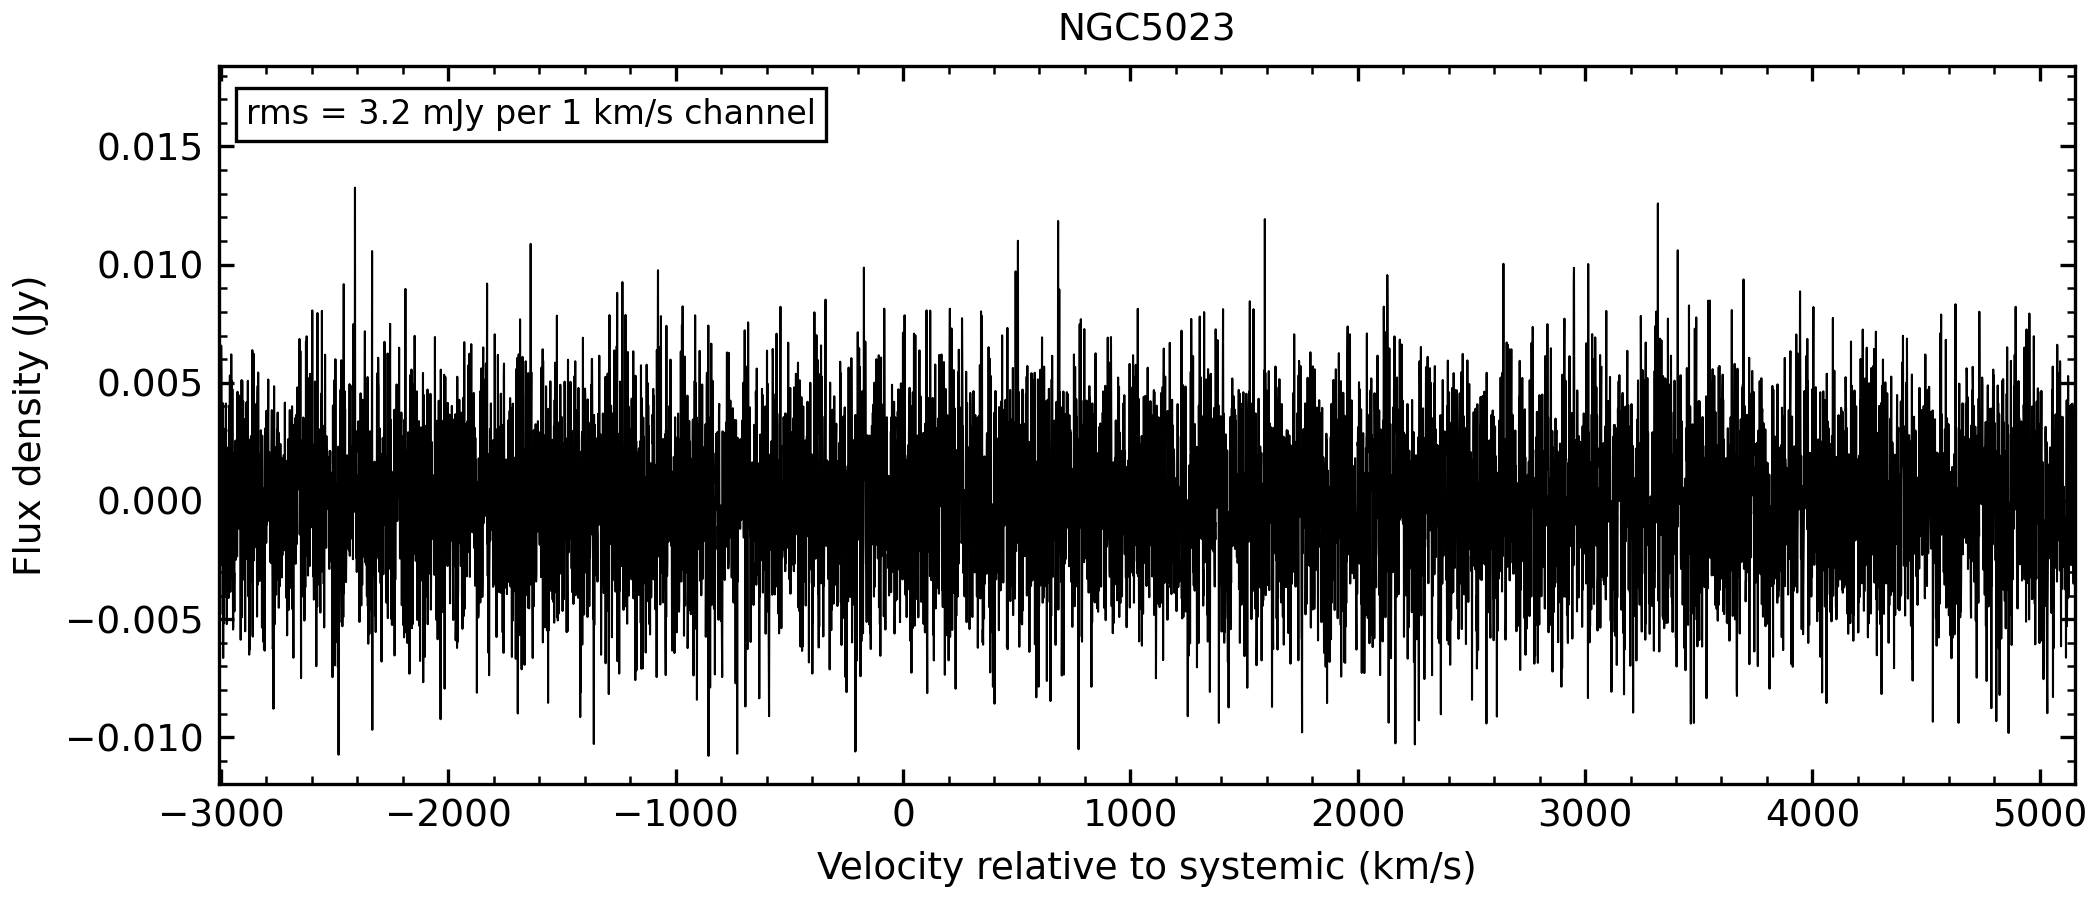 NGC5023
rms = 3.2 mJy per 1 km/s channel
Flux density (Jy)
0.015
0.010
0.005
0.000
−0.005
−0.010
−3000 −2000 −1000 0 1000 2000 3000 4000 5000
Velocity relative to systemic (km/s)